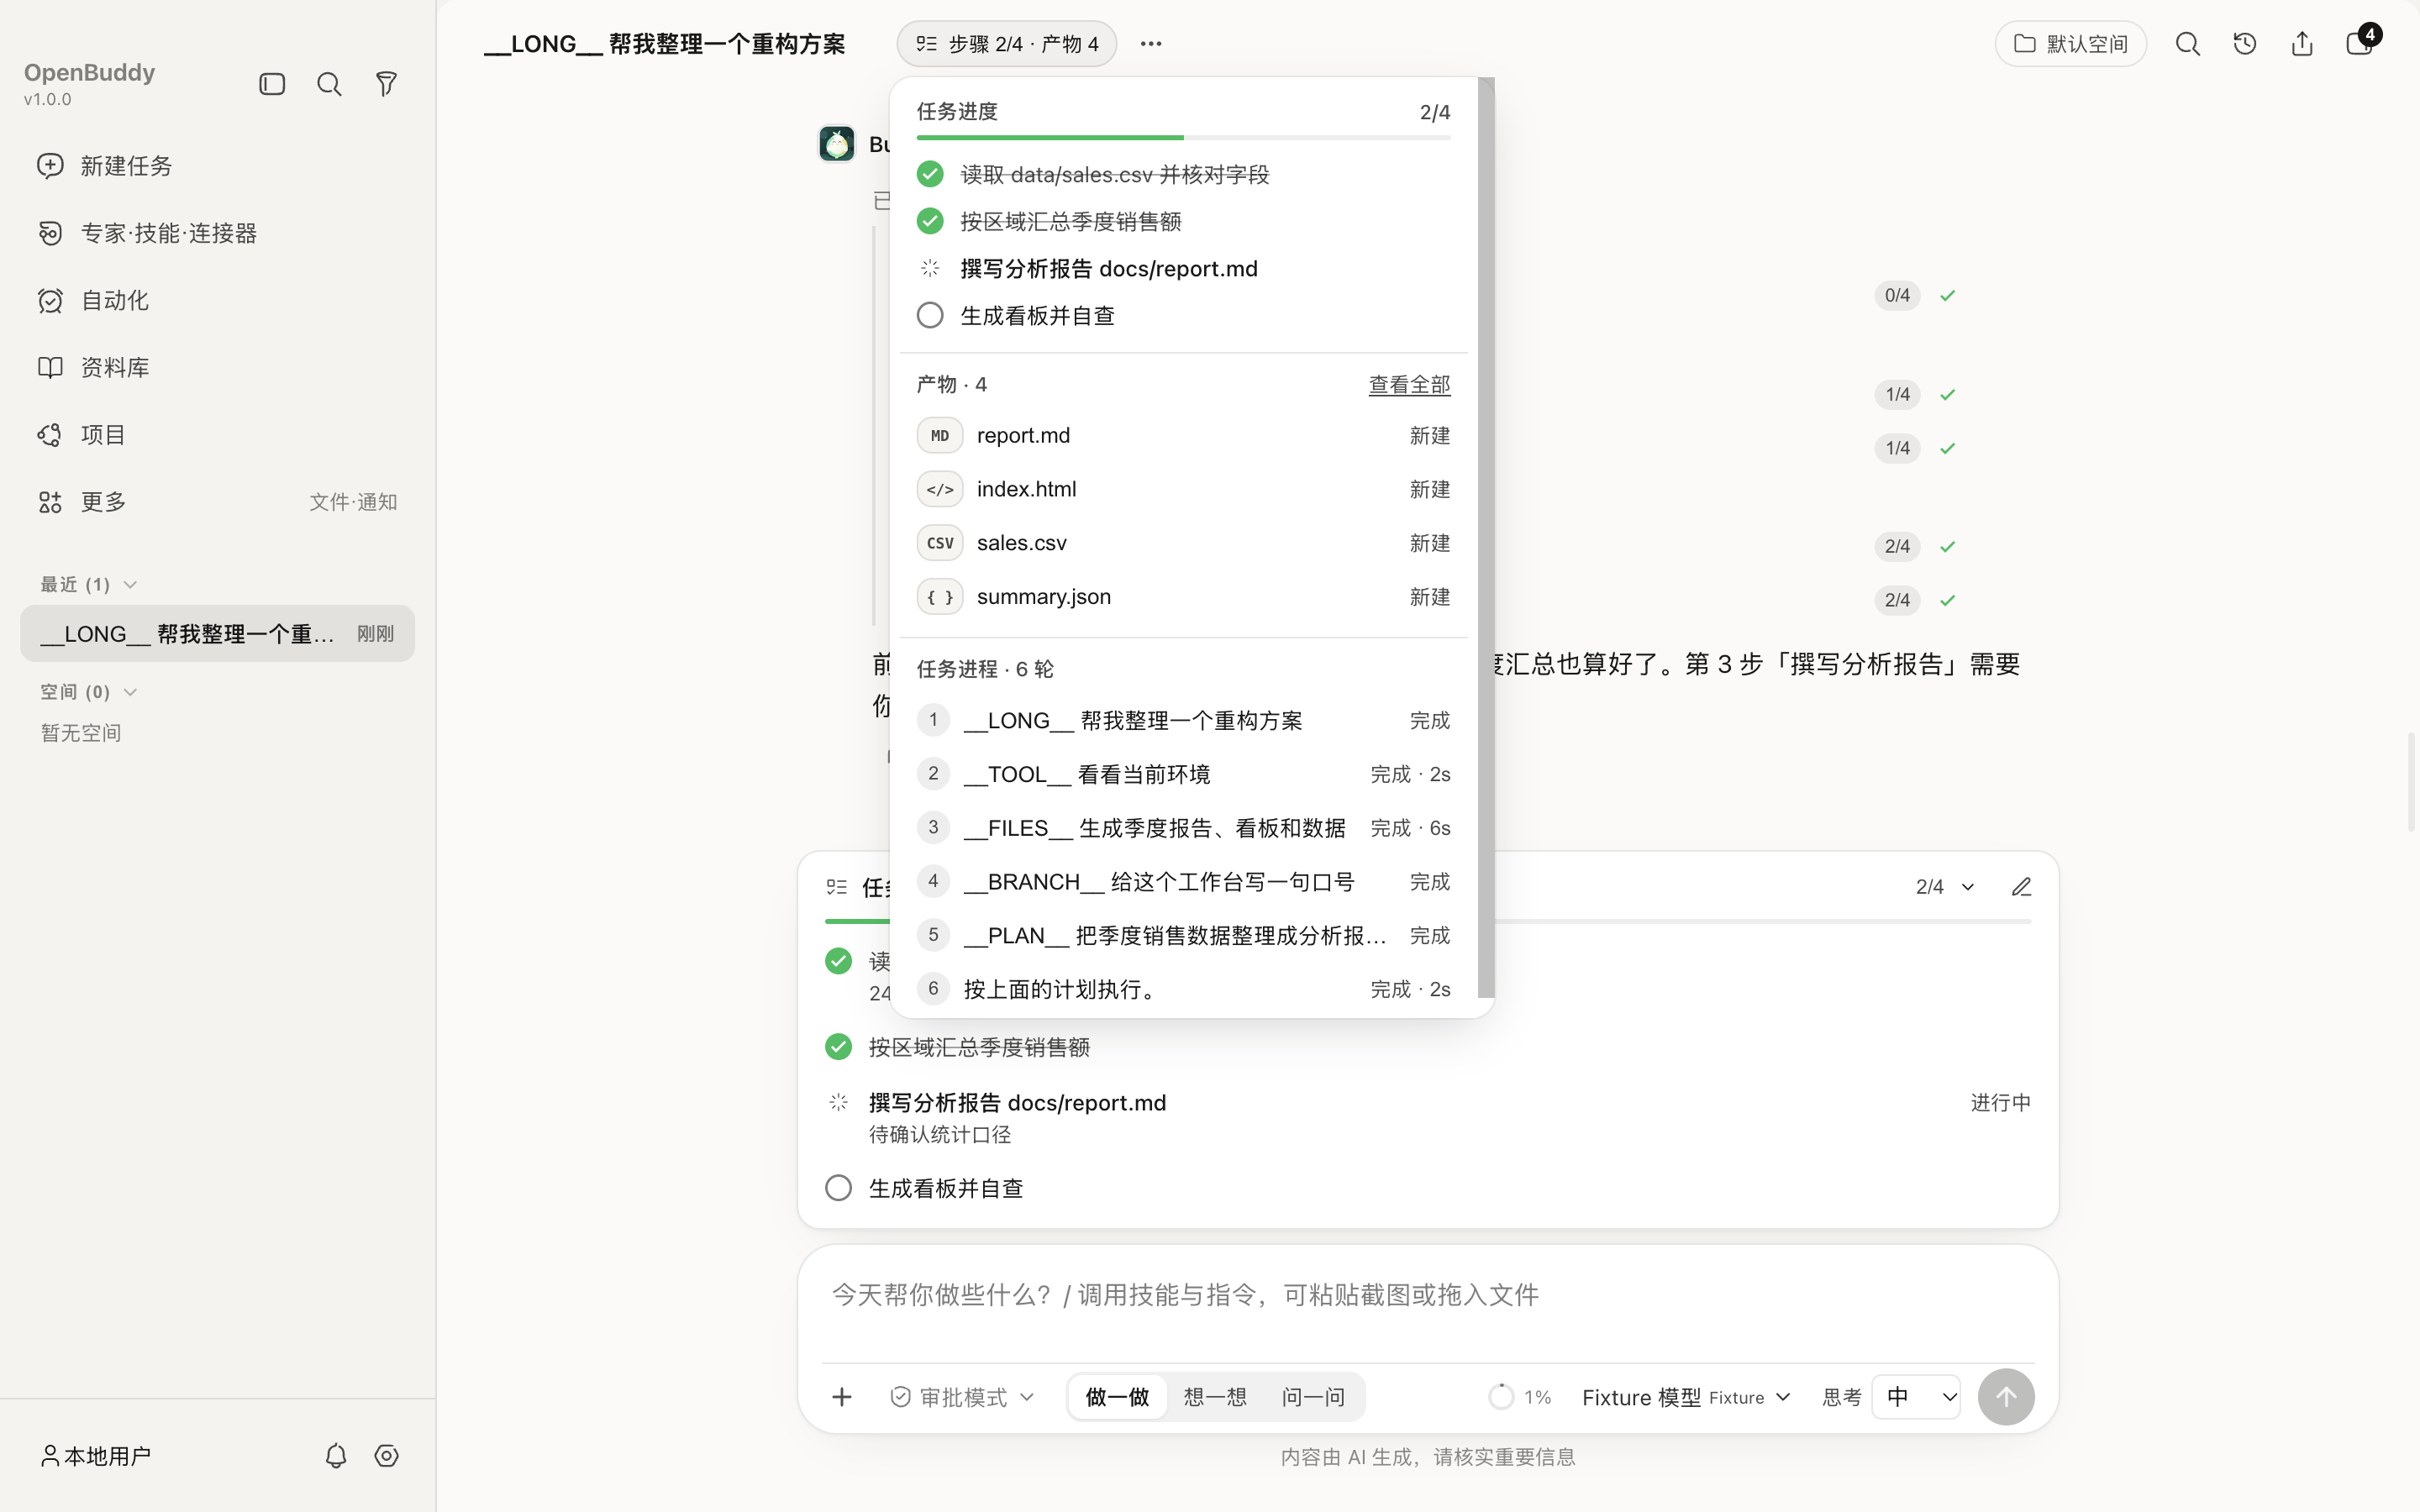 OpenBuddy
v1.0.0
新建任务
专家·技能·连接器
自动化
资料库
项目
更多 文件·通知
最近 (1)
__LONG__ 帮我整理一个重… 刚刚
空间 (0)
暂无空间
本地用户
__LONG__ 帮我整理一个重构方案
步骤 2/4 · 产物 4
默认空间
4
任务进度 2/4
读取 data/sales.csv 并核对字段
按区域汇总季度销售额
撰写分析报告 docs/report.md
生成看板并自查
产物 · 4 查看全部
MD report.md 新建
</> index.html 新建
CSV sales.csv 新建
{ } summary.json 新建
任务进程 · 6 轮
1 __LONG__ 帮我整理一个重构方案 完成
2 __TOOL__ 看看当前环境 完成 · 2s
3 __FILES__ 生成季度报告、看板和数据 完成 · 6s
4 __BRANCH__ 给这个工作台写一句口号 完成
5 __PLAN__ 把季度销售数据整理成分析报… 完成
6 按上面的计划执行。 完成 · 2s
Bu
已
0/4
1/4
1/4
2/4
2/4
前
汇总也算好了。第 3 步「撰写分析报告」需要
你
任
2/4
读
24
按区域汇总季度销售额
撰写分析报告 docs/report.md 进行中
待确认统计口径
生成看板并自查
今天帮你做些什么？/ 调用技能与指令，可粘贴截图或拖入文件
审批模式 做一做 想一想 问一问 1% Fixture 模型 Fixture 思考 中
内容由 AI 生成，请核实重要信息